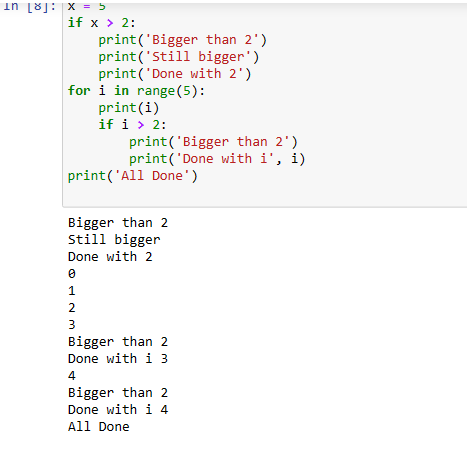 In [8]: x = 5
if x > 2:
    print('Bigger than 2')
    print('Still bigger')
    print('Done with 2')
for i in range(5):
    print(i)
    if i > 2:
        print('Bigger than 2')
        print('Done with i', i)
print('All Done')
Bigger than 2
Still bigger
Done with 2
0
1
2
3
Bigger than 2
Done with i 3
4
Bigger than 2
Done with i 4
All Done